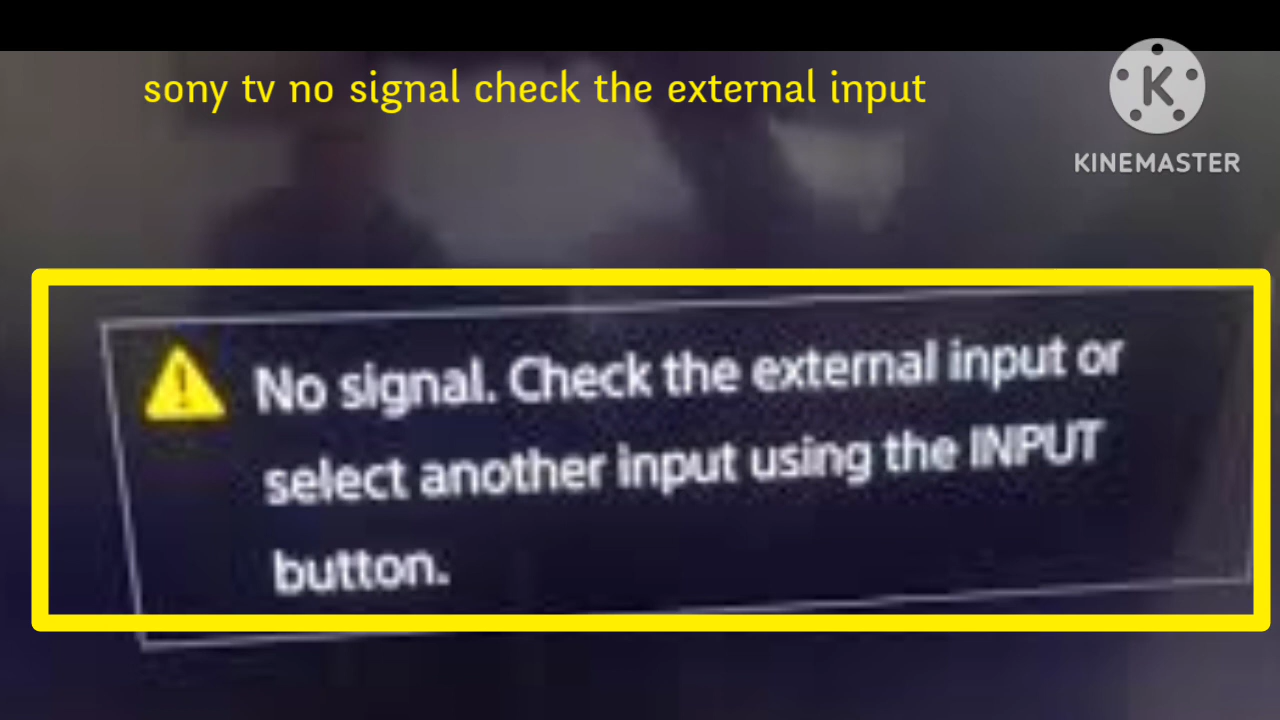 sony tv no signal check the external input
K
KINEMASTER
No signal. Check the external input or
select another input using the INPUT
button.